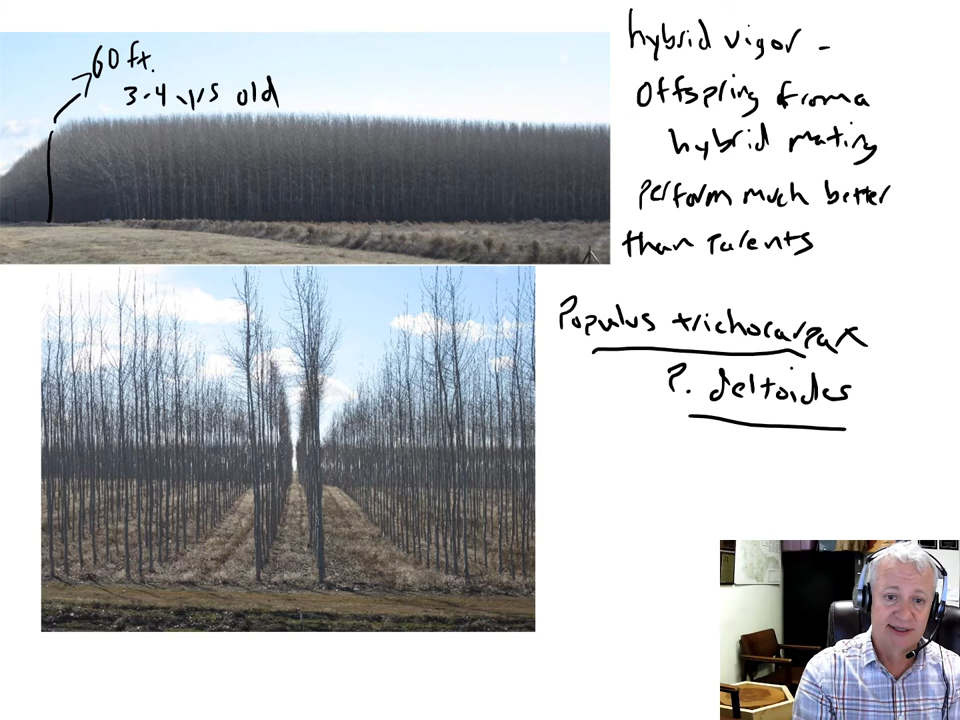 60 ft.
3-4 yrs old
hybrid vigor -
Offspring from a
hybrid mating
perform much better
than parents
Populus trichocarpa x
P. deltoides